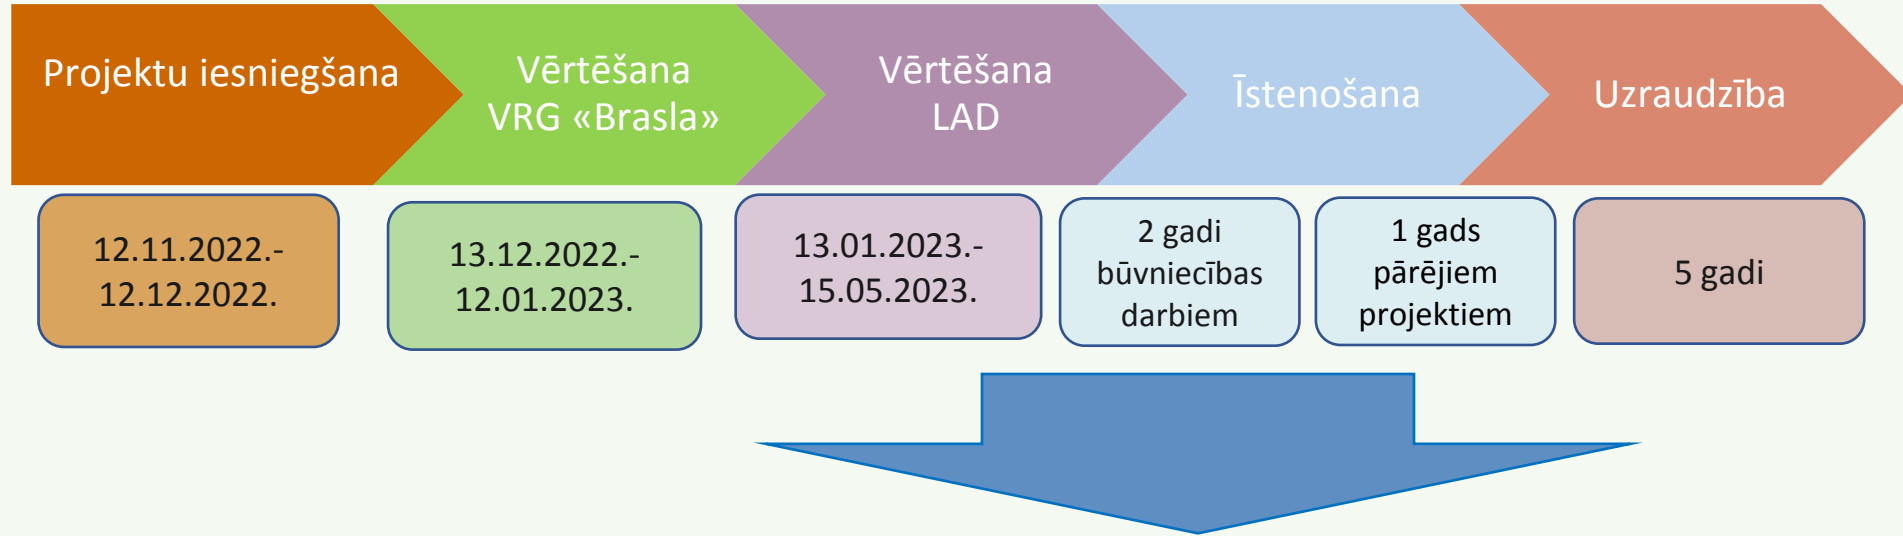 Projektu iesniegšana
Vērtēšana
VRG «Brasla»
Vērtēšana
LAD
Īstenošana
Uzraudzība
12.11.2022.-
12.12.2022.
13.12.2022.-
12.01.2023.
13.01.2023.-
15.05.2023.
2 gadi
būvniecības
darbiem
1 gads
pārējiem
projektiem
5 gadi